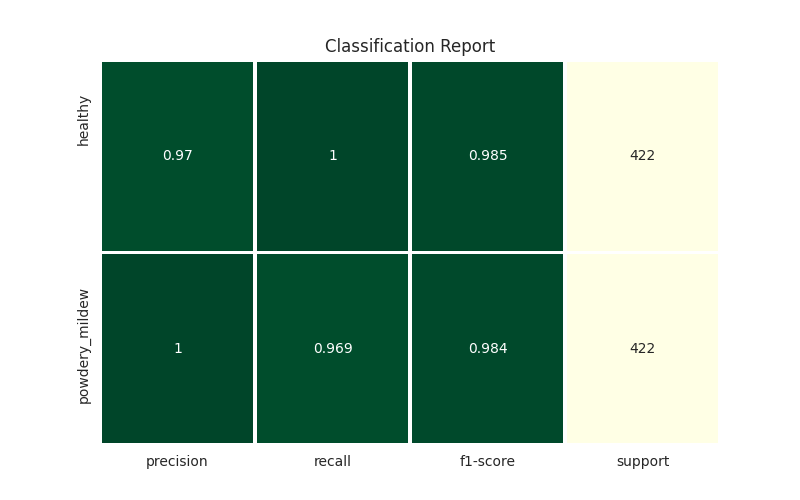 Classification Report
healthy
0.97 1 0.985 422
powdery_mildew
1 0.969 0.984 422
precision recall f1-score support